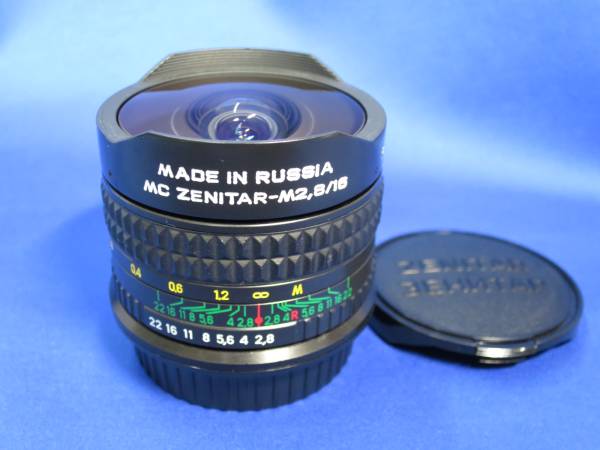 MADE IN RUSSIA
MC ZENITAR-M2,8/16
0.4 0.6 1.2 ∞ M
22 16 11 8 5.6 4 2.8 2.8 4 R 5.6 8 11 16 22
22 16 11 8 5,6 4 2,8
ZENITAR
ЗЕНИТАR